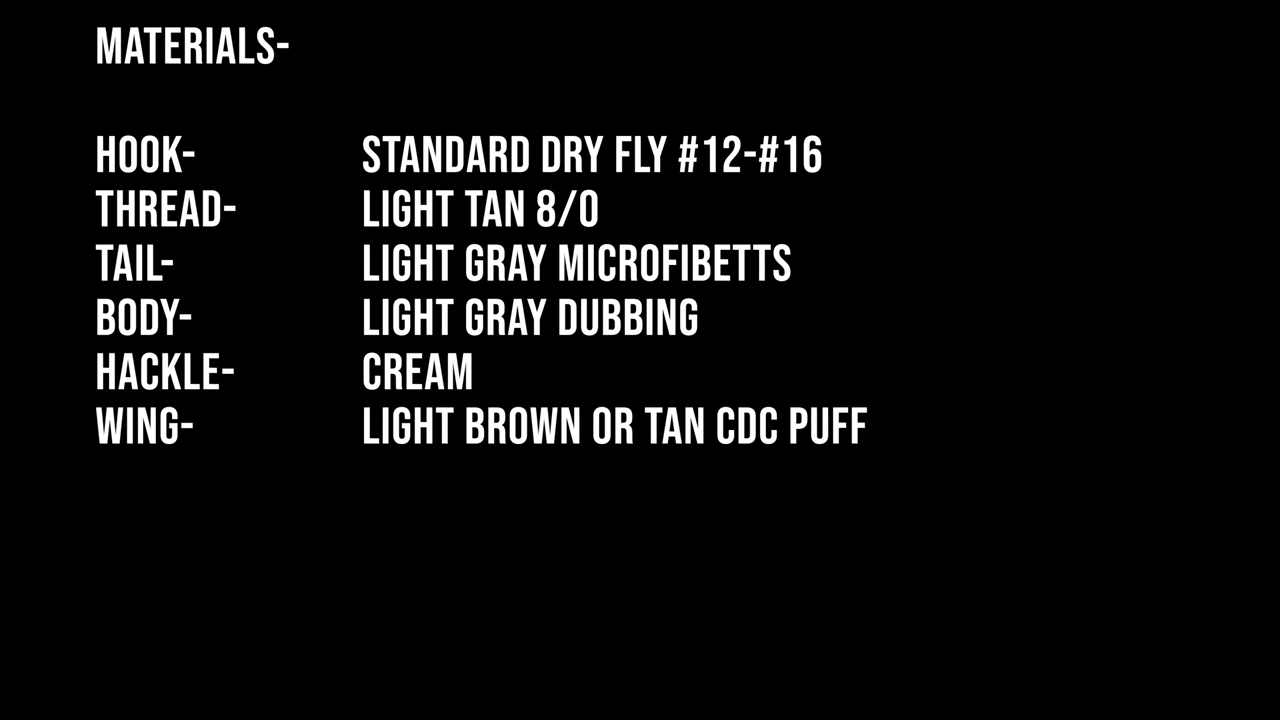 MATERIALS-
HOOK- STANDARD DRY FLY #12-#16
THREAD- LIGHT TAN 8/0
TAIL- LIGHT GRAY MICROFIBETTS
BODY- LIGHT GRAY DUBBING
HACKLE- CREAM
WING- LIGHT BROWN OR TAN CDC PUFF